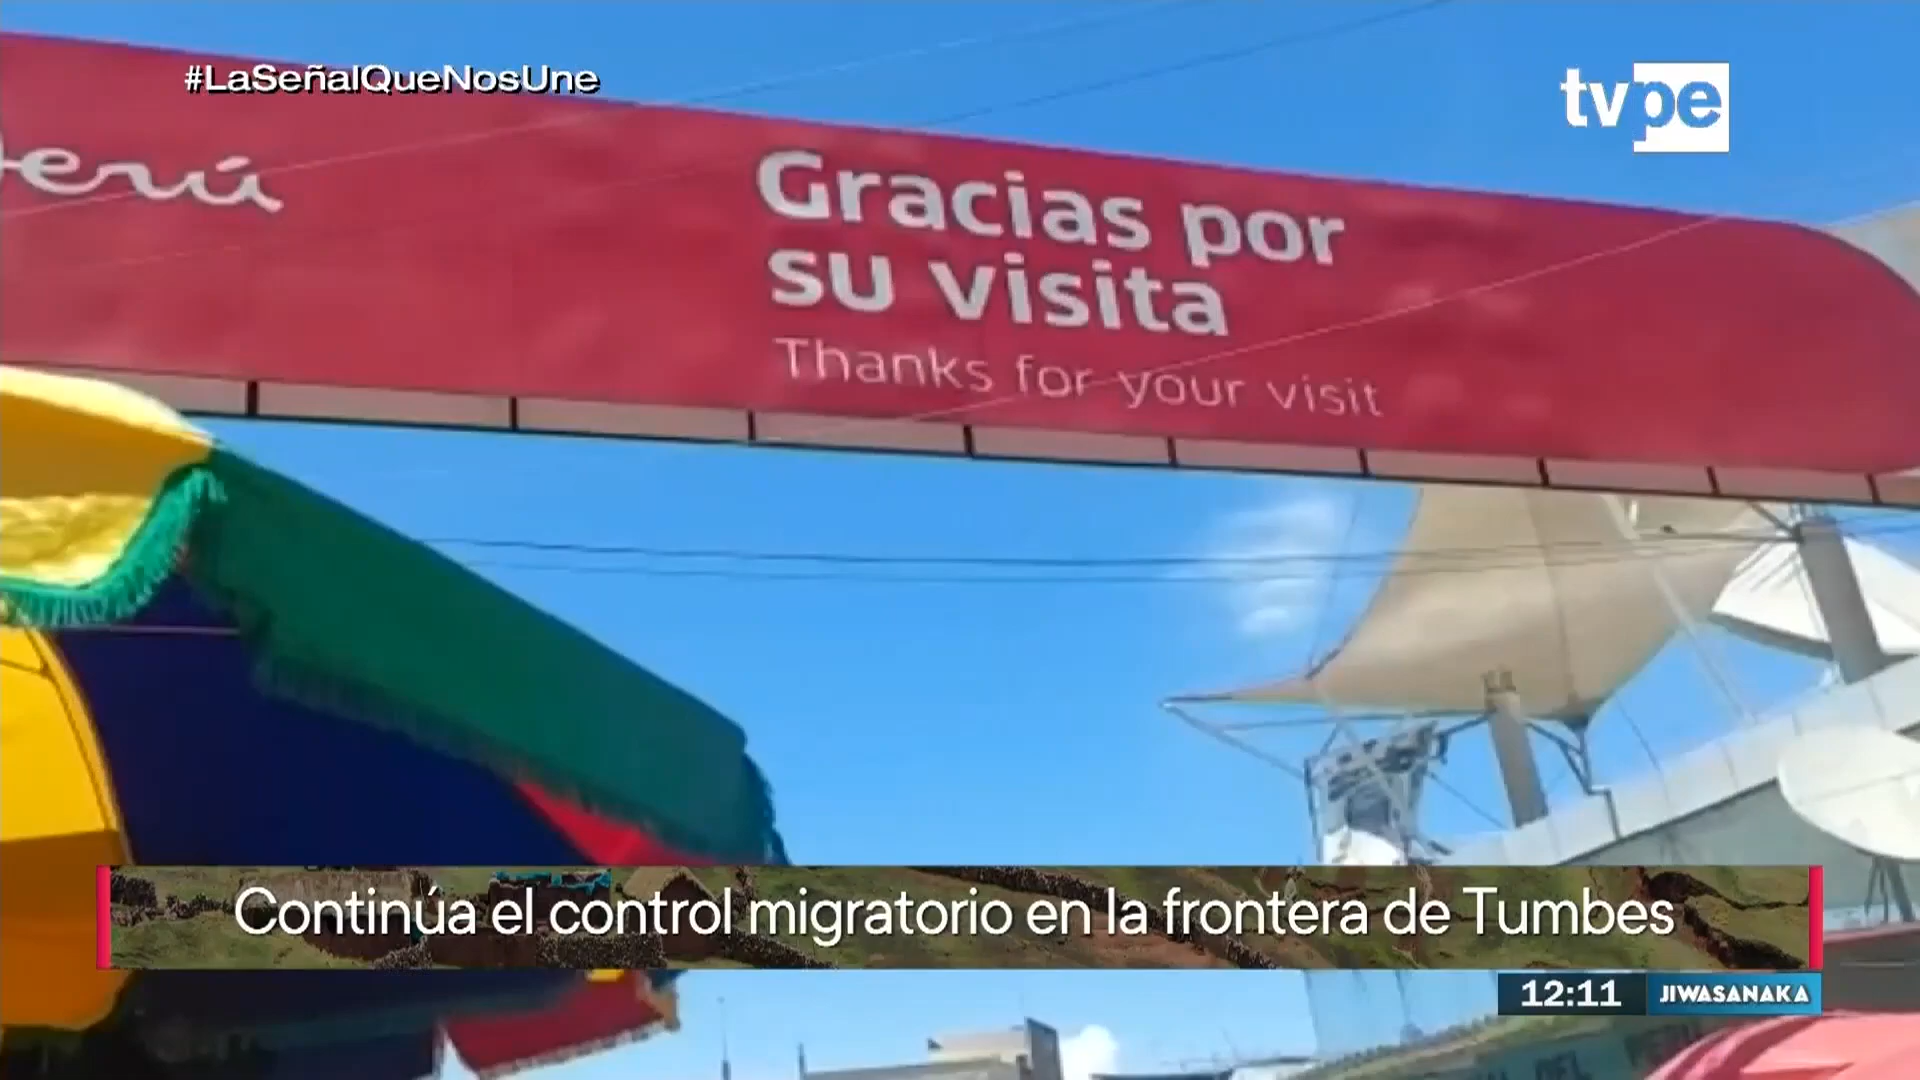 #LaSeñalQueNosUne
tvpe
Perú
Gracias por
su visita
Thanks for your visit
Continúa el control migratorio en la frontera de Tumbes
12:11 JIWASANAKA